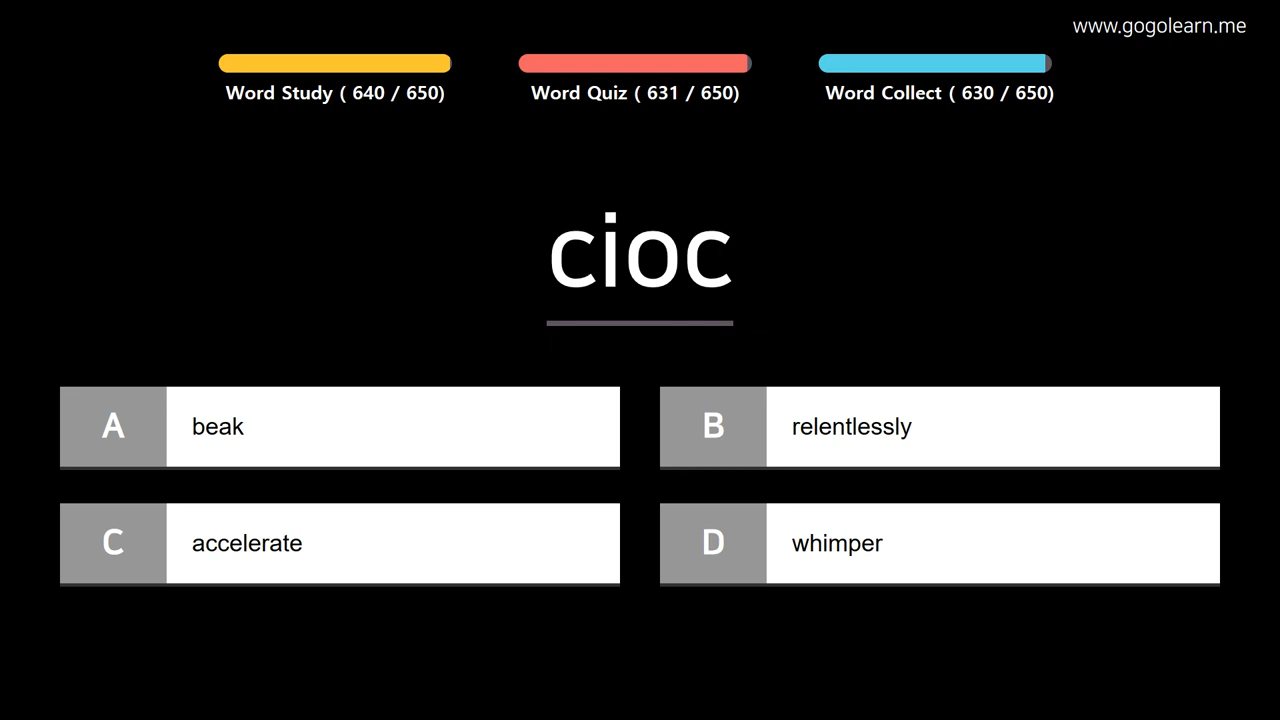 www.gogolearn.me
Word Study ( 640 / 650)
Word Quiz ( 631 / 650)
Word Collect ( 630 / 650)
cioc
A beak
B relentlessly
C accelerate
D whimper